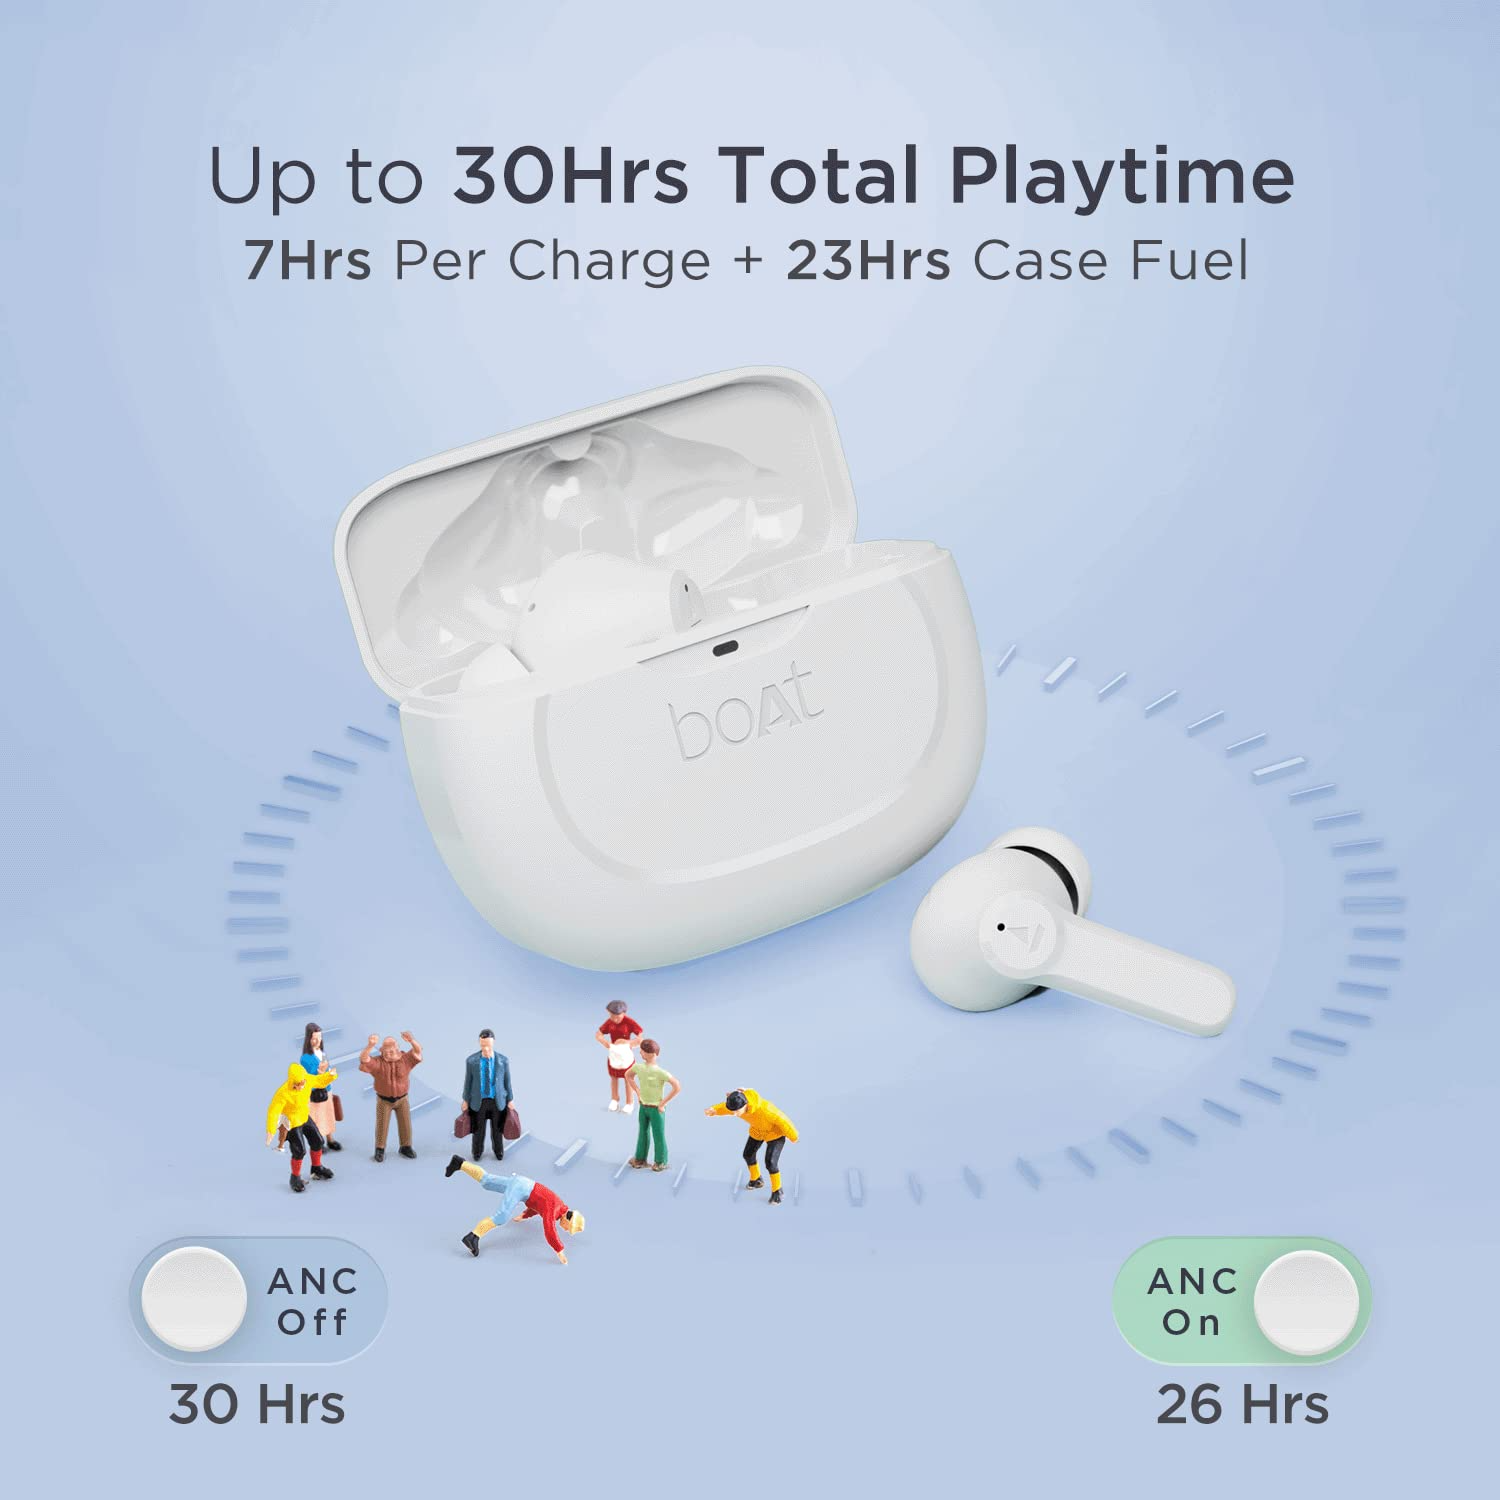 Up to 30Hrs Total Playtime
7Hrs Per Charge + 23Hrs Case Fuel
boAt
ANC
Off
30 Hrs
ANC
On
26 Hrs